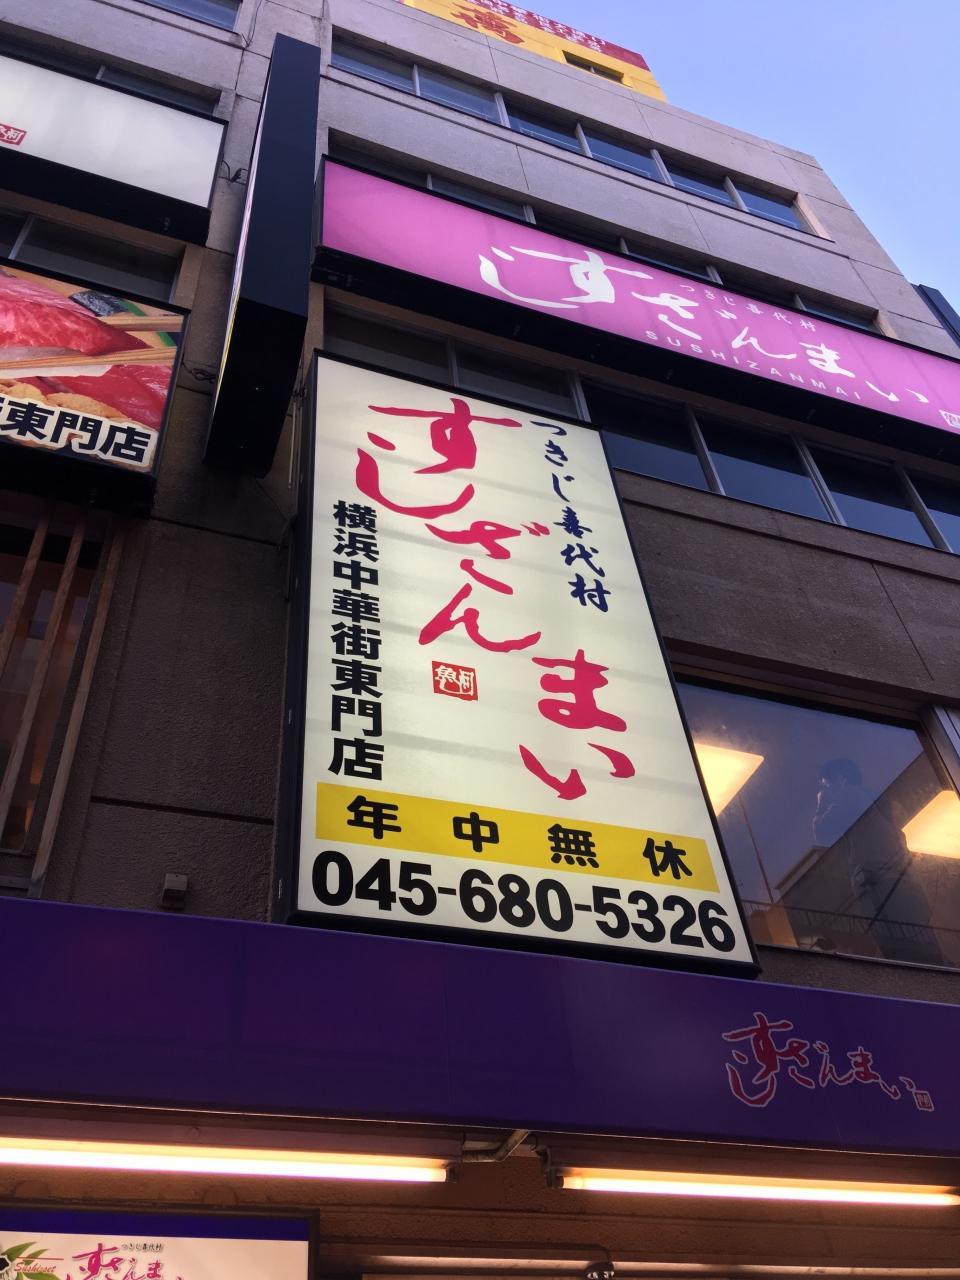 つきじ喜代村
すしざんまい
SUSHIZANMAI
東門店
つきじ喜代村
すしざんまい
横浜中華街東門店
年中無休
045-680-5326
すしざんまい
つきじ喜代村
すしざんまい
Sushi set